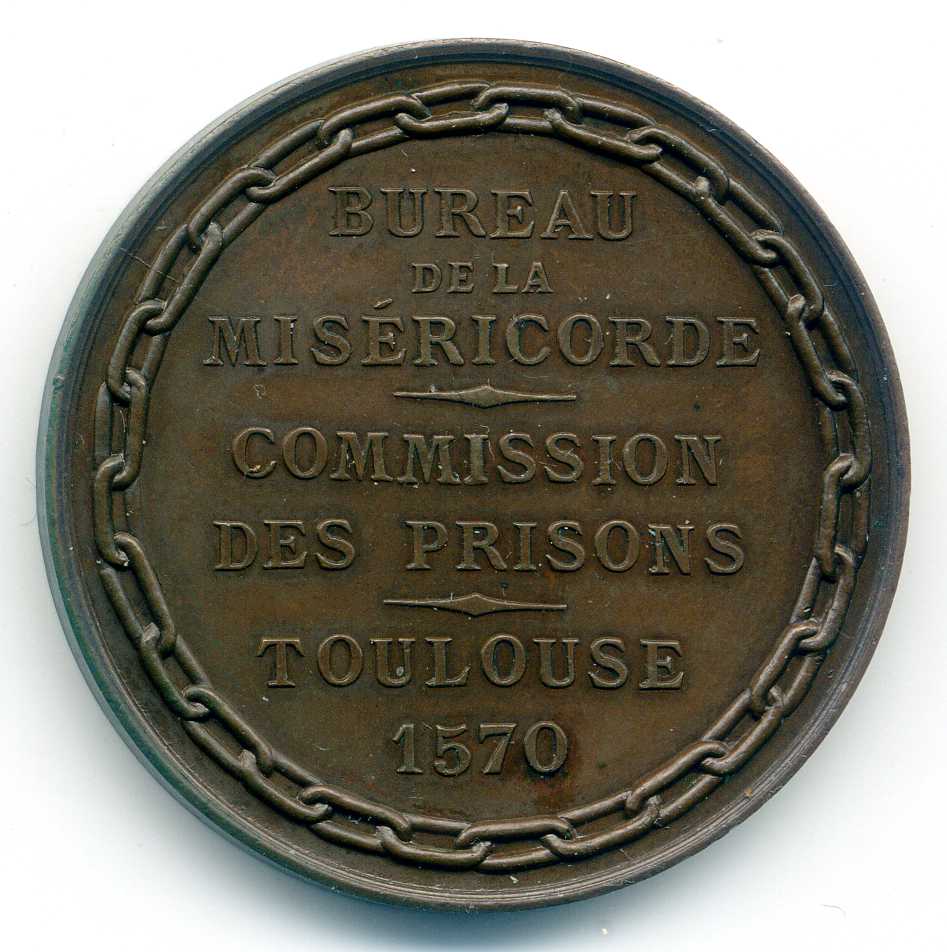 BUREAU
DE LA
MISÉRICORDE
COMMISSION
DES PRISONS
TOULOUSE
1570